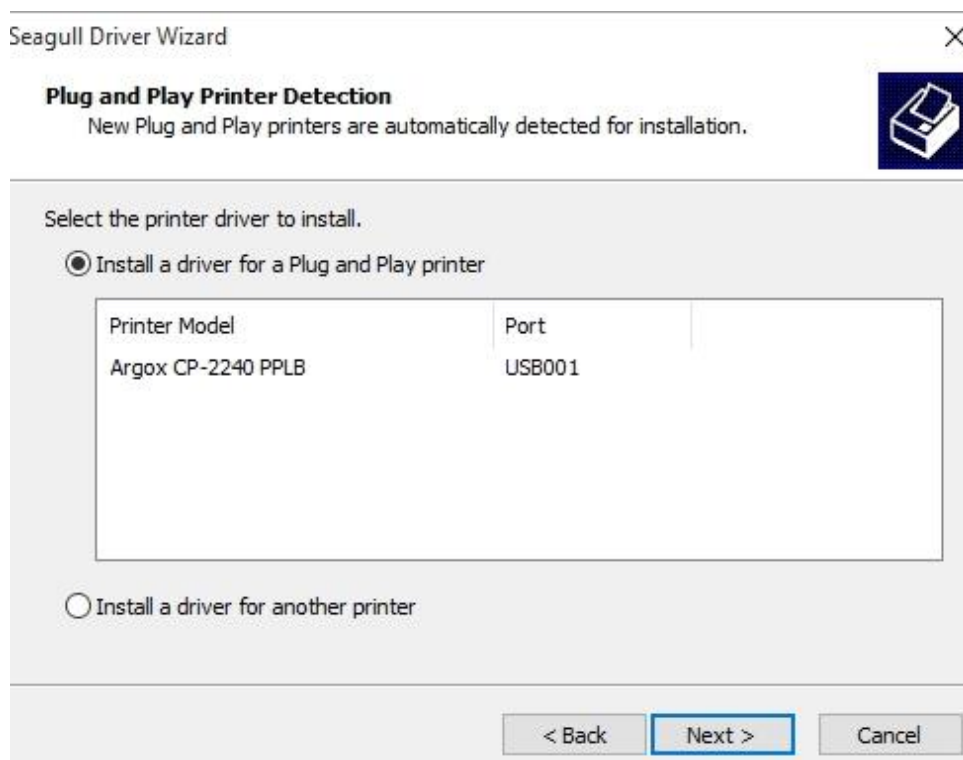 Seagull Driver Wizard
Plug and Play Printer Detection
New Plug and Play printers are automatically detected for installation.
Select the printer driver to install.
Install a driver for a Plug and Play printer
Printer Model Port
Argox CP-2240 PPLB USB001
Install a driver for another printer
< Back Next > Cancel